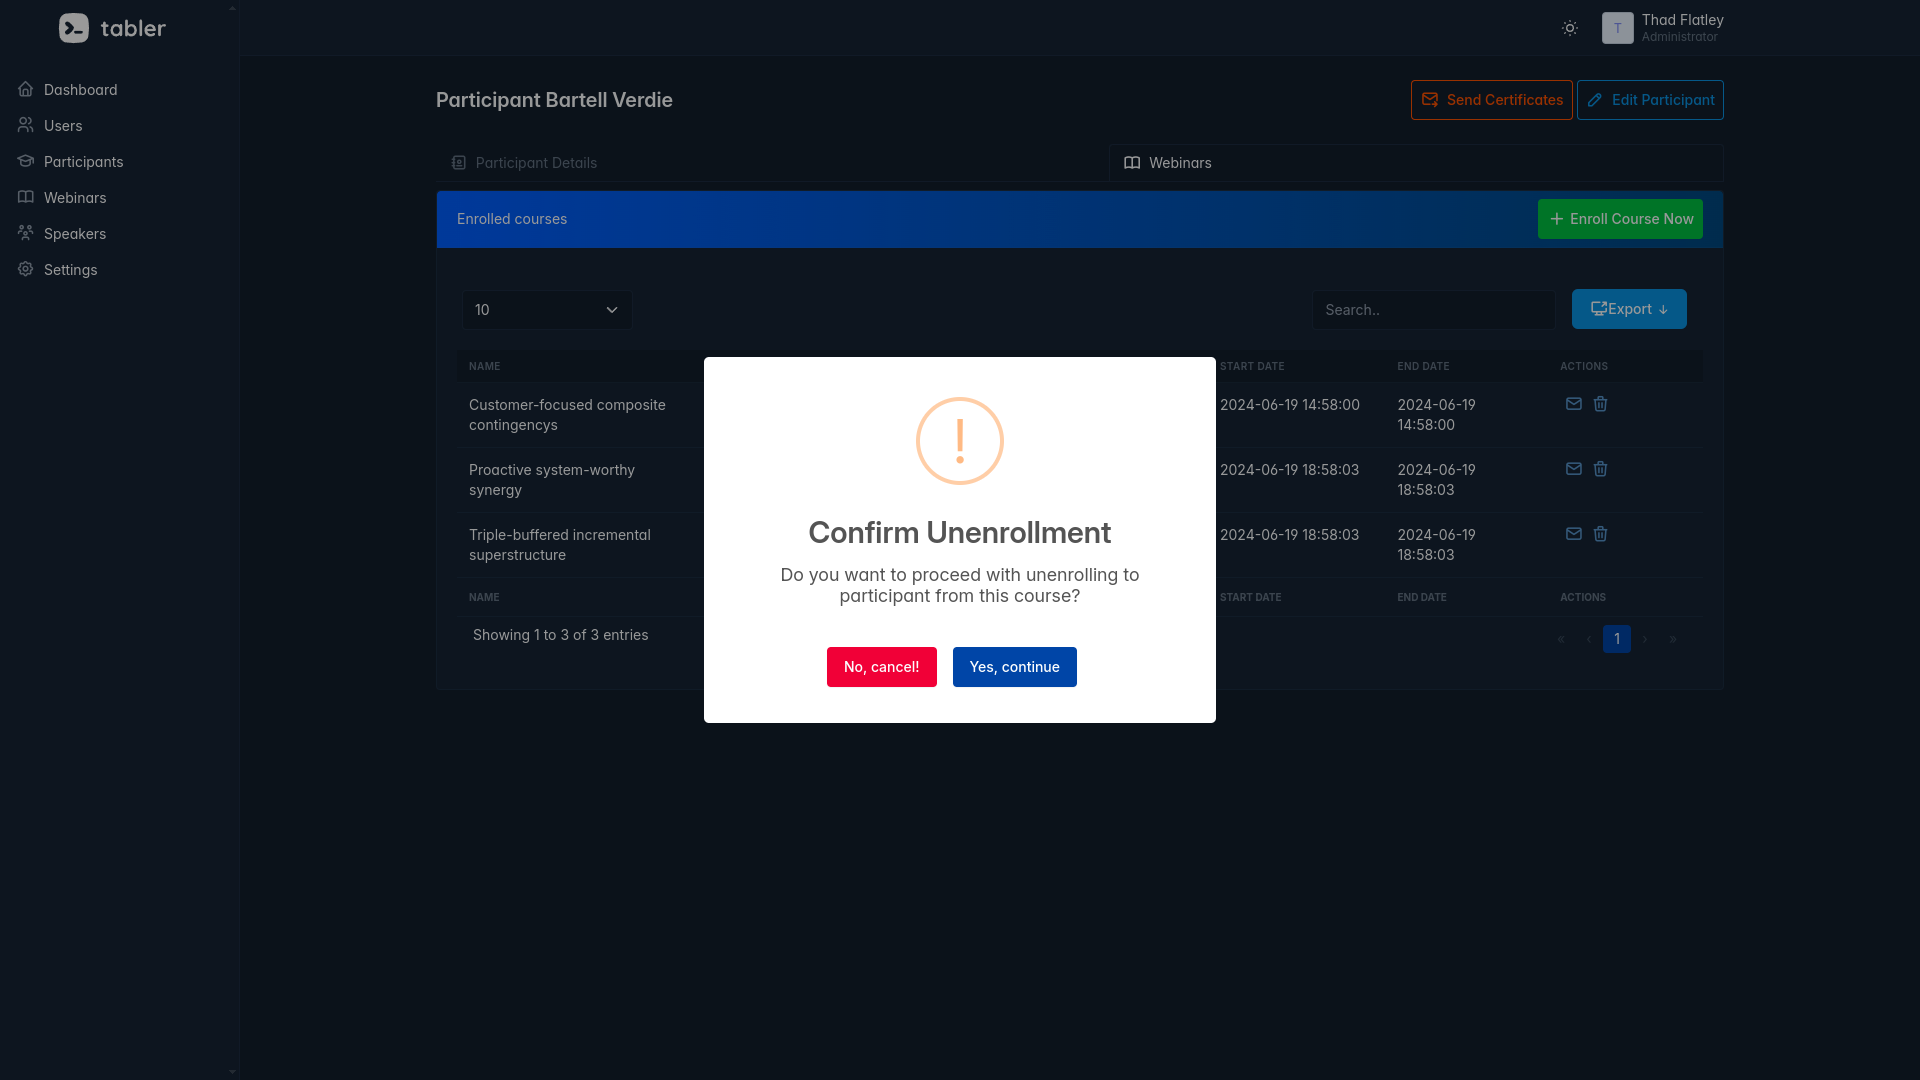 tabler
Thad Flatley
T
Administrator
Dashboard
Users
Participants
Webinars
Speakers
Settings
Participant Bartell Verdie
Send Certificates
Edit Participant
Participant Details
Webinars
Enrolled courses
Enroll Course Now
10
Search..
Export ↓
NAME
START DATE
END DATE
ACTIONS
Customer-focused composite
contingencys
2024-06-19 14:58:00
2024-06-19
14:58:00
Proactive system-worthy
synergy
2024-06-19 18:58:03
2024-06-19
18:58:03
Triple-buffered incremental
superstructure
2024-06-19 18:58:03
2024-06-19
18:58:03
NAME
START DATE
END DATE
ACTIONS
Showing 1 to 3 of 3 entries
« ‹ 1 › »
!
Confirm Unenrollment
Do you want to proceed with unenrolling to
participant from this course?
No, cancel!
Yes, continue